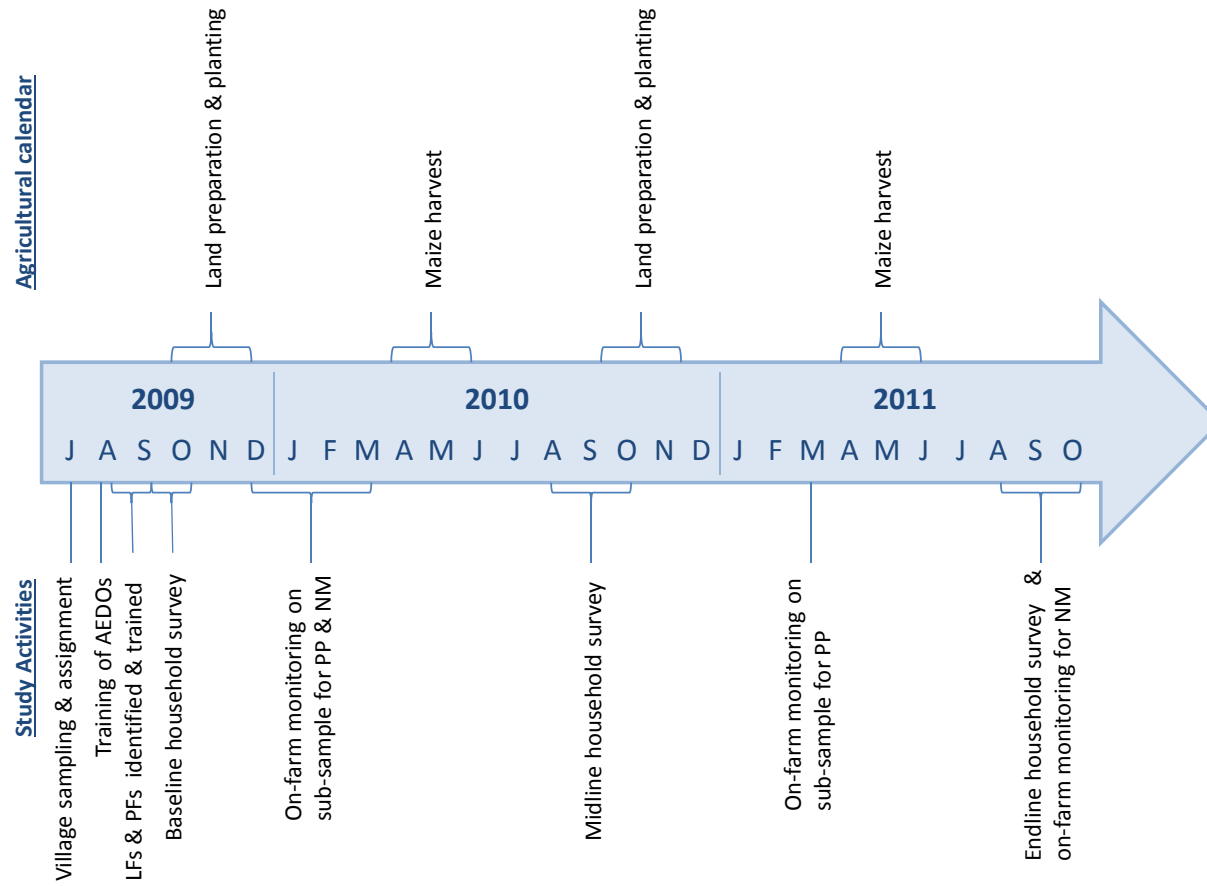 Agricultural calendar
Land preparation & planting
Maize harvest
Land preparation & planting
Maize harvest
2009
2010
2011
J A S O N D J F M A M J J A S O N D J F M A M J J A S O
Study Activities
Village sampling & assignment
Training of AEDOs
LFs & PFs identified & trained
Baseline household survey
On-farm monitoring on
sub-sample for PP & NM
Midline household survey
On-farm monitoring on
sub-sample for PP
Endline household survey &
on-farm monitoring for NM